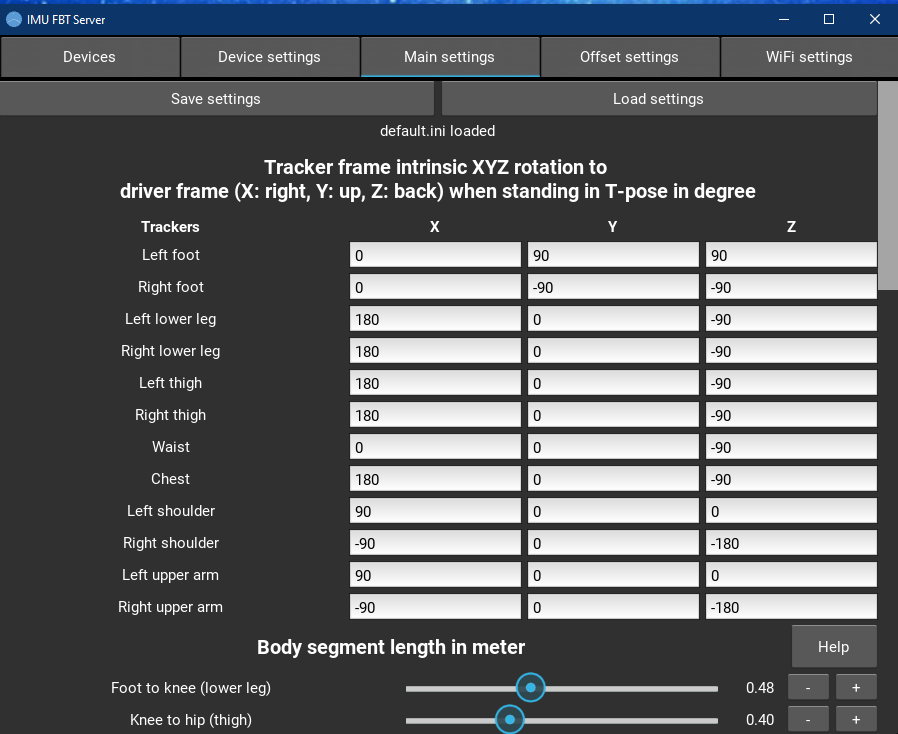 IMU FBT Server
Devices Device settings Main settings Offset settings WiFi settings
Save settings Load settings
default.ini loaded
Tracker frame intrinsic XYZ rotation to
driver frame (X: right, Y: up, Z: back) when standing in T-pose in degree
Trackers X Y Z
Left foot 0 90 90
Right foot 0 -90 -90
Left lower leg 180 0 -90
Right lower leg 180 0 -90
Left thigh 180 0 -90
Right thigh 180 0 -90
Waist 0 0 -90
Chest 180 0 -90
Left shoulder 90 0 0
Right shoulder -90 0 -180
Left upper arm 90 0 0
Right upper arm -90 0 -180
Body segment length in meter Help
Foot to knee (lower leg) 0.48 - +
Knee to hip (thigh) 0.40 - +